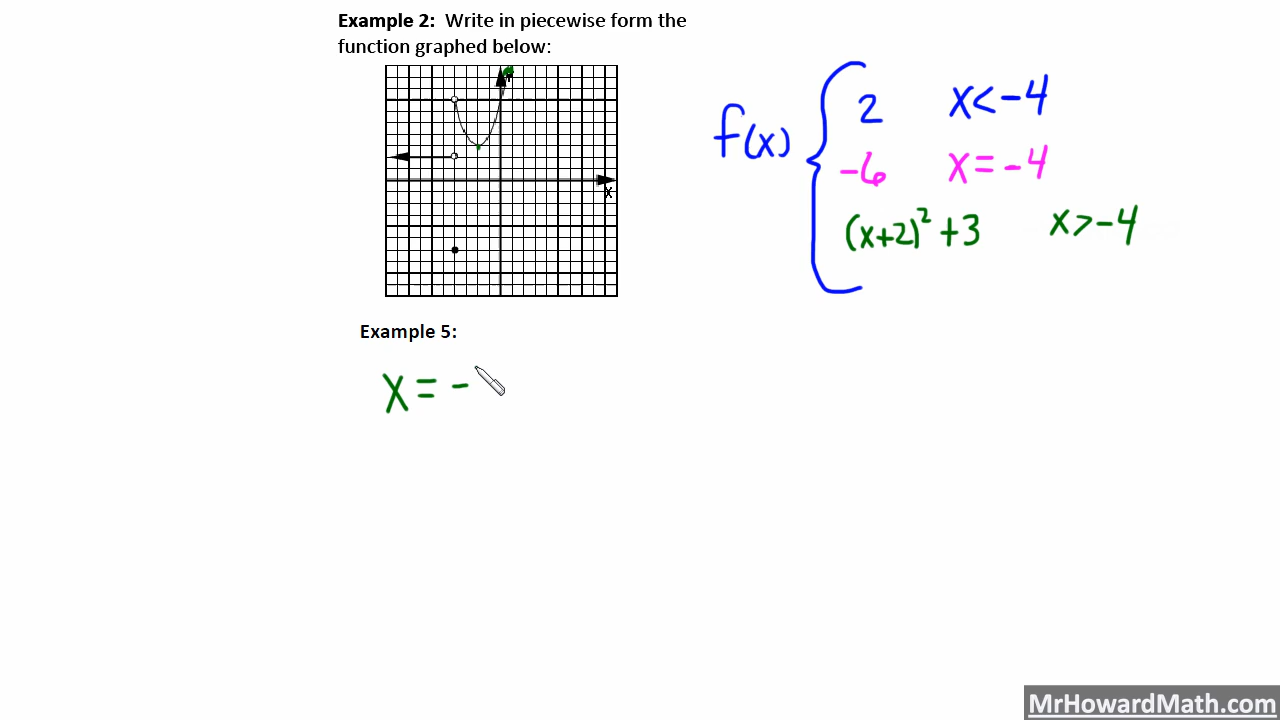 Example 2: Write in piecewise form the
function graphed below:
x
f(x) { 2 x < -4
-6 x = -4
(x+2)² + 3 x > -4
Example 5:
x = -
MrHowardMath.com